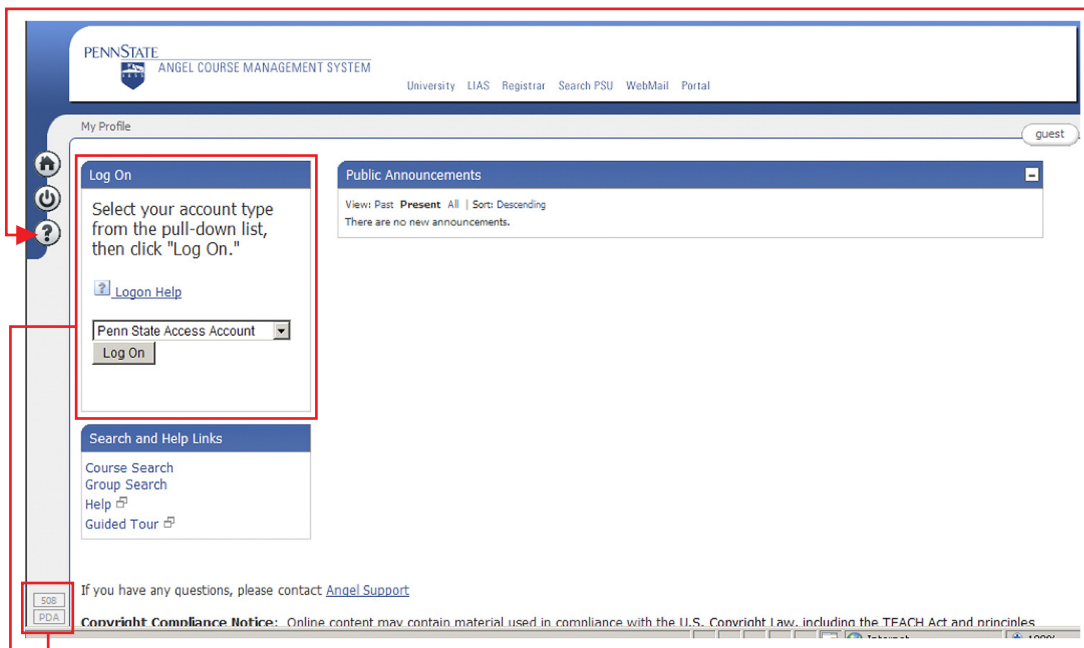 PENNSTATE
ANGEL COURSE MANAGEMENT SYSTEM
University LIAS Registrar Search PSU WebMail Portal
My Profile
guest
Log On
Select your account type
from the pull-down list,
then click "Log On."
? Logon Help
Penn State Access Account
Log On
Public Announcements
View: Past Present All | Sort: Descending
There are no new announcements.
Search and Help Links
Course Search
Group Search
Help
Guided Tour
If you have any questions, please contact Angel Support
508
PDA
Copyright Compliance Notice: Online content may contain material used in compliance with the U.S. Copyright Law, including the TEACH Act and principles